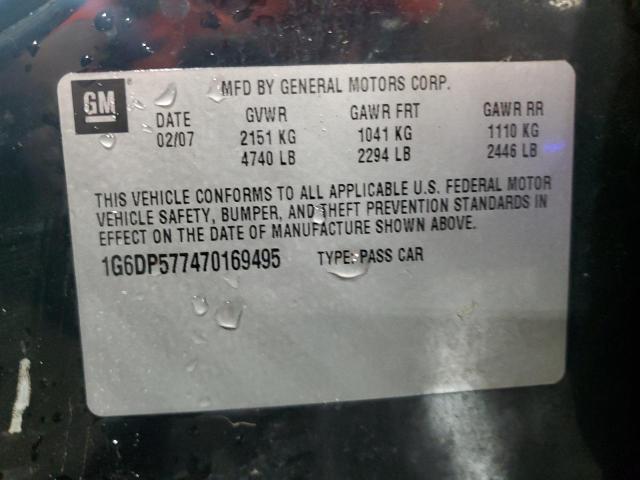 GM
MFD BY GENERAL MOTORS CORP.
DATE GVWR GAWR FRT GAWR RR
02/07 2151 KG 1041 KG 1110 KG
4740 LB 2294 LB 2446 LB
THIS VEHICLE CONFORMS TO ALL APPLICABLE U.S. FEDERAL MOTOR
VEHICLE SAFETY, BUMPER, AND THEFT PREVENTION STANDARDS IN
EFFECT ON THE DATE OF MANUFACTURE SHOWN ABOVE.
1G6DP577470169495 TYPE: PASS CAR